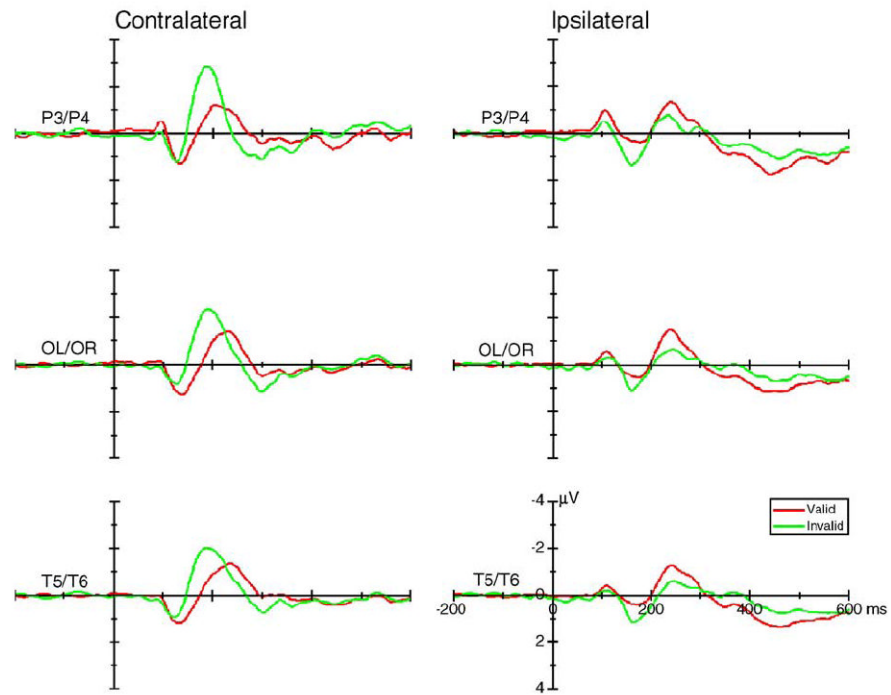 Contralateral
Ipsilateral
P3/P4
P3/P4
OL/OR
OL/OR
T5/T6
T5/T6
-4
µV
-2
0
2
4
-200
0
200
400
600 ms
Valid
Invalid